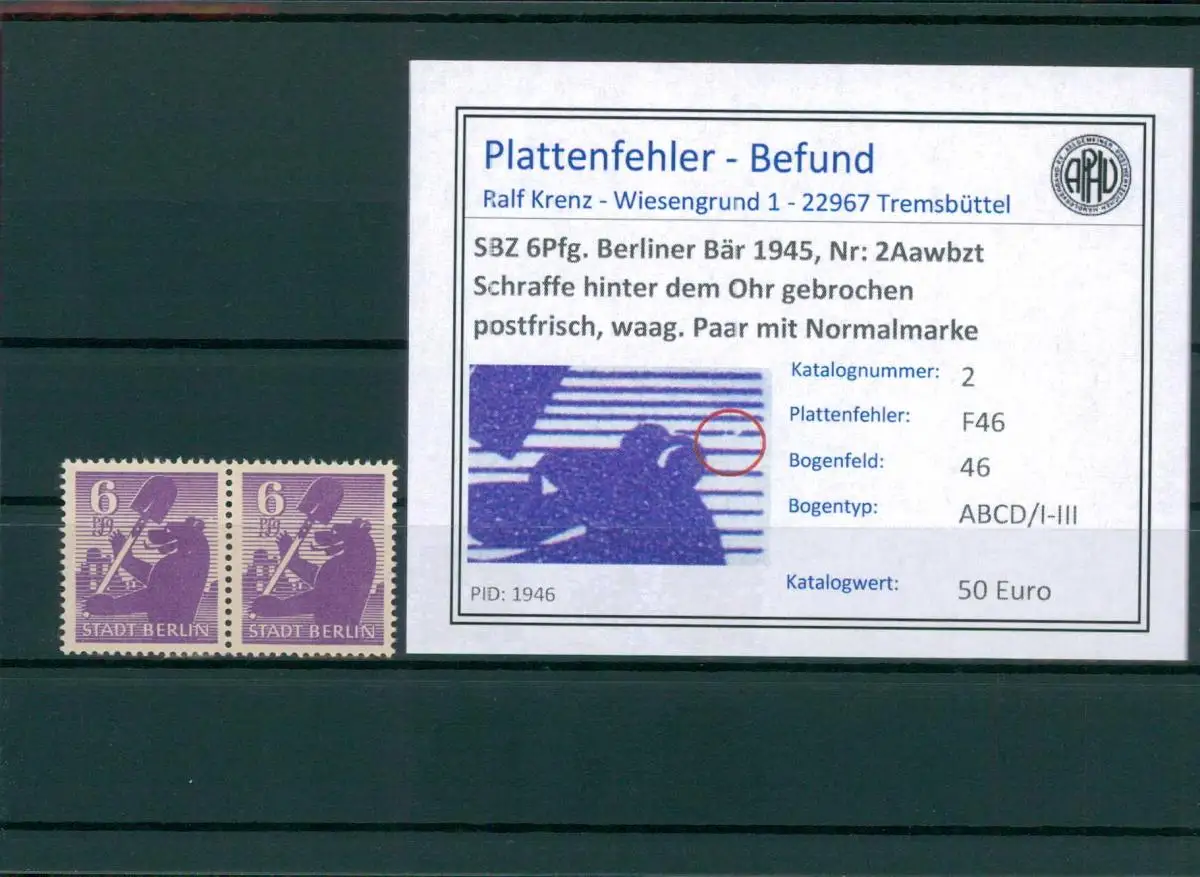 Plattenfehler - Befund
Ralf Krenz - Wiesengrund 1 - 22967 Tremsbüttel
APHV
SBZ 6Pfg. Berliner Bär 1945, Nr: 2Aawbzt
Schraffe hinter dem Ohr gebrochen
postfrisch, waag. Paar mit Normalmarke
Katalognummer: 2
Plattenfehler: F46
Bogenfeld: 46
Bogentyp: ABCD/I-III
Katalogwert: 50 Euro
PID: 1946
6 6
PFG PFG
STADT BERLIN STADT BERLIN